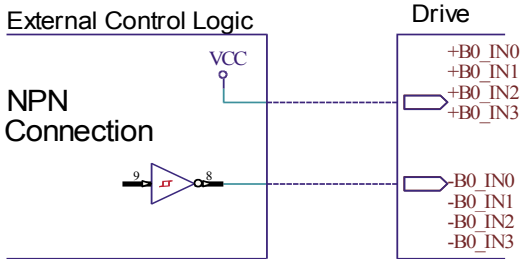 External Control Logic
Drive
VCC
NPN
Connection
+B0_IN0
+B0_IN1
+B0_IN2
+B0_IN3
9
8
-B0_IN0
-B0_IN1
-B0_IN2
-B0_IN3